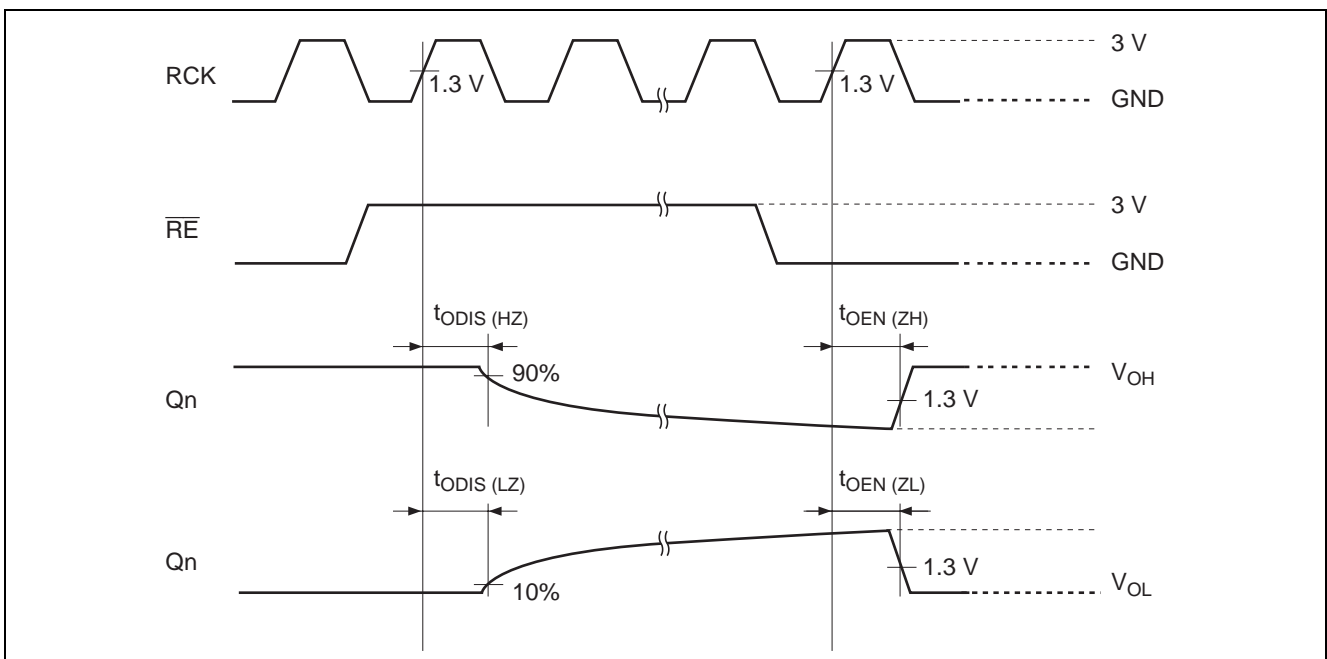 RCK 1.3 V 1.3 V 3 V
GND
R̅E̅ 3 V
GND
tODIS (HZ) tOEN (ZH)
Qn 90% 1.3 V VOH
tODIS (LZ) tOEN (ZL)
Qn 10% 1.3 V VOL